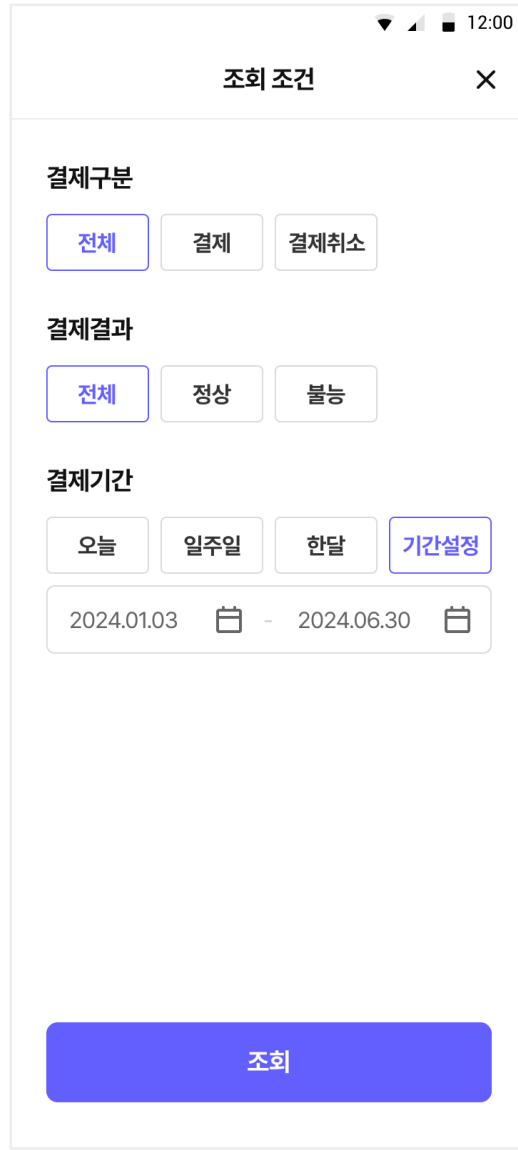 12:00
조회 조건
결제구분
전체 결제 결제취소
결제결과
전체 정상 불능
결제기간
오늘 일주일 한달 기간설정
2024.01.03 - 2024.06.30
조회